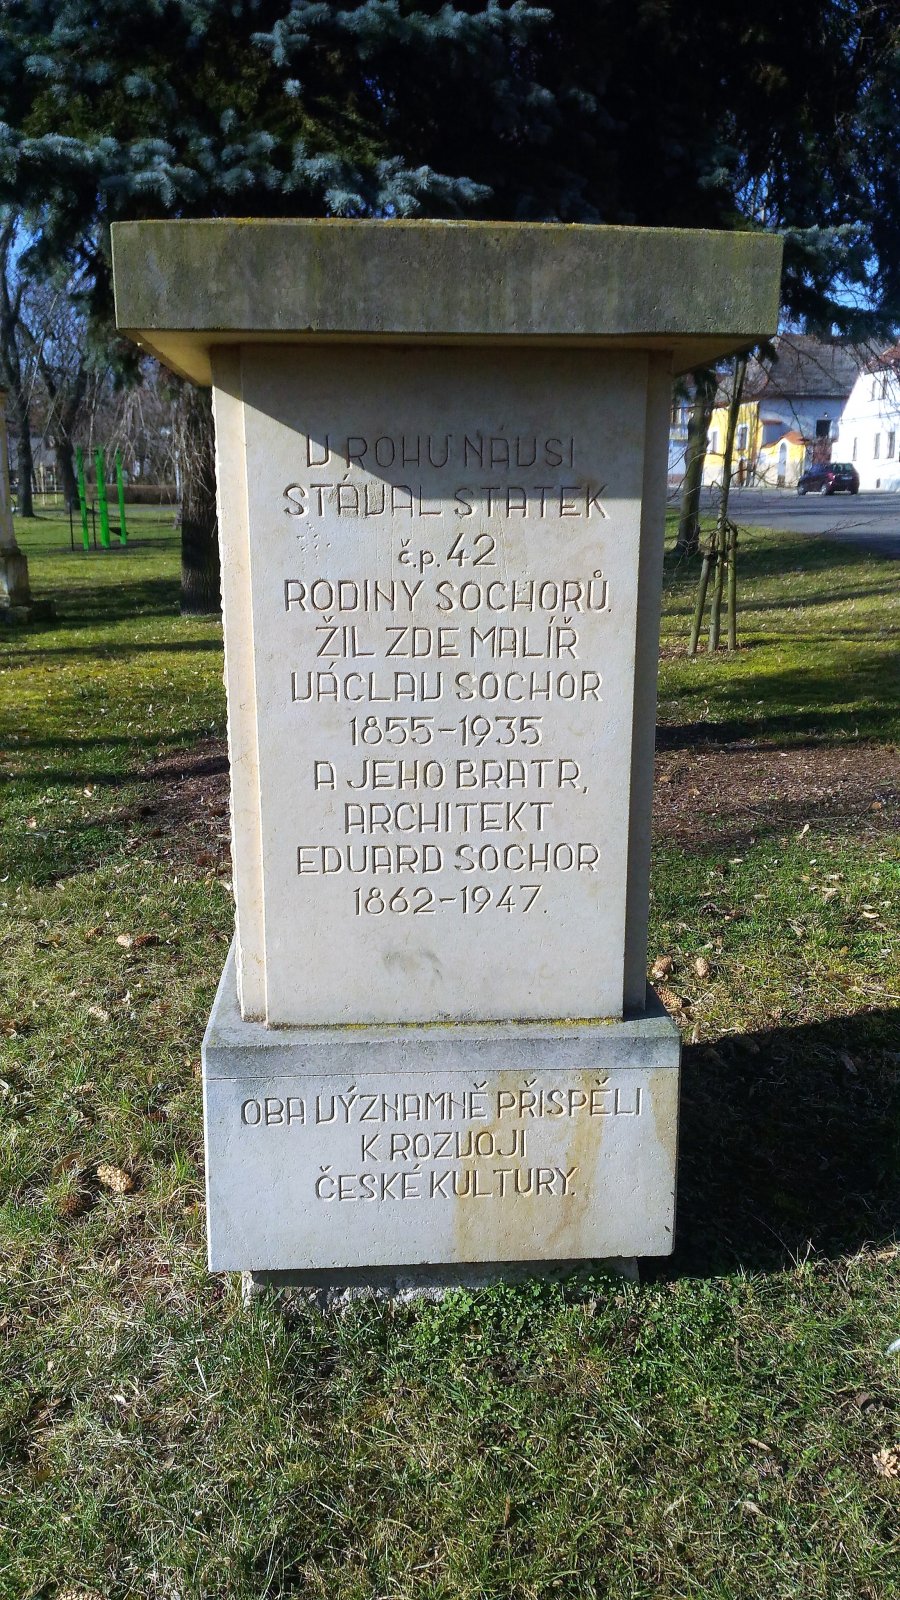 V ROHU NÁVSI
STÁVAL STATEK
č.p. 42
RODINY SOCHORŮ.
ŽIL ZDE MALÍŘ
VÁCLAV SOCHOR
1855-1935
A JEHO BRATR,
ARCHITEKT
EDUARD SOCHOR
1862-1947.
OBA VÝZNAMNĚ PŘISPĚLI
K ROZVOJI
ČESKÉ KULTURY.